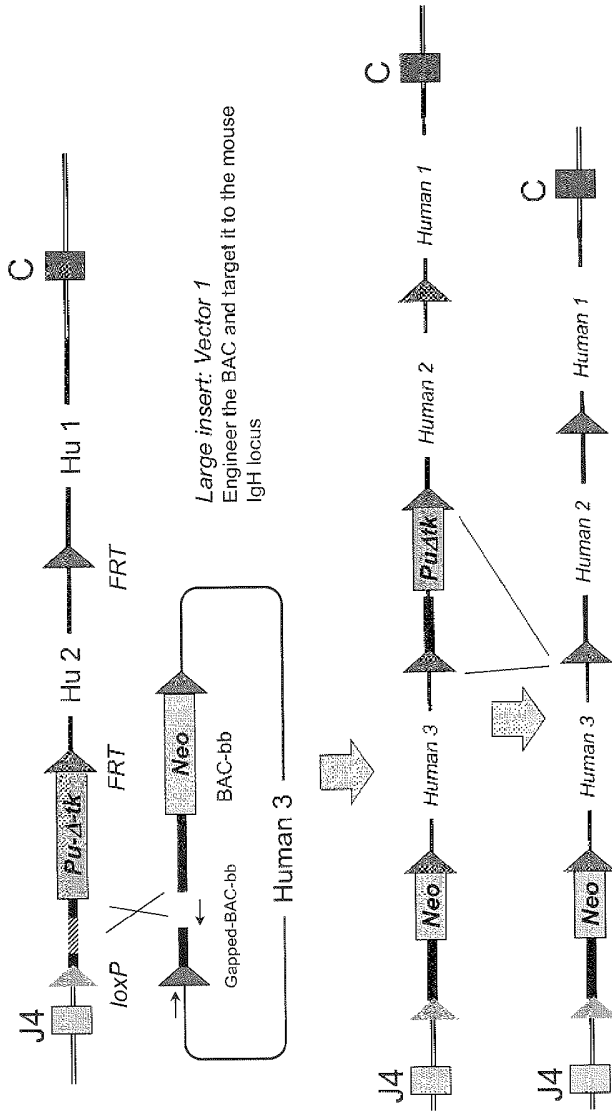 J4
loxP
Pu-Δ-tk
FRT
Hu 2
FRT
Hu 1
C
Gapped-BAC-bb
Neo
BAC-bb
Human 3
Large insert: Vector 1
Engineer the BAC and target it to the mouse
IgH locus
J4
Neo
Human 3
PuΔtk
Human 2
Human 1
C
J4
Neo
Human 3
Human 2
Human 1
C